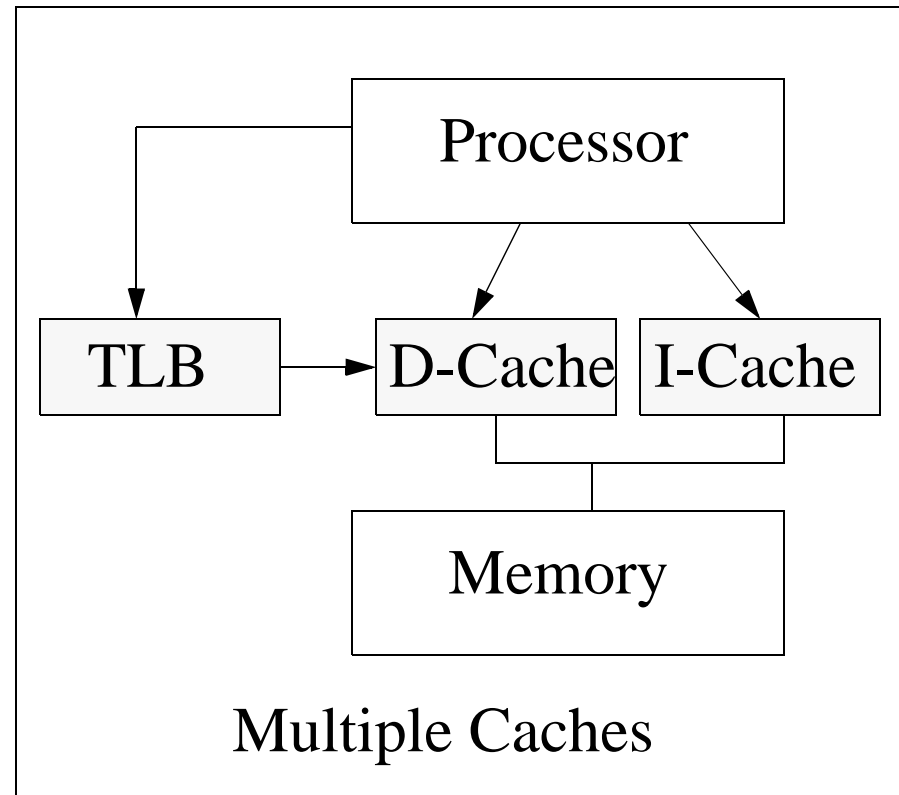 Processor
TLB
D-Cache
I-Cache
Memory
Multiple Caches